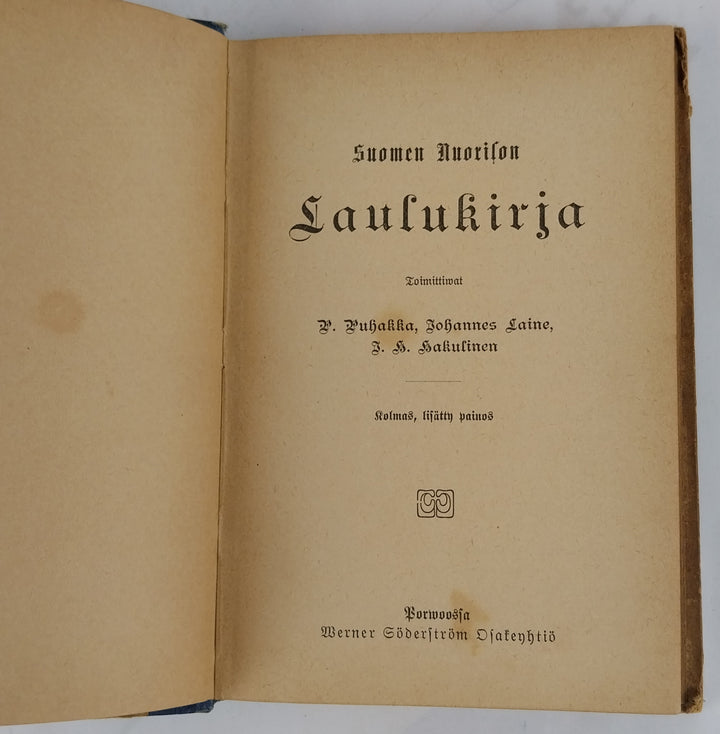 Suomen Nuorison
Laulukirja
Toimittiwat
P. Puhakka, Johannes Laine,
J. H. Hakulinen
Kolmas, lisätty painos
Porwoossa
Werner Söderström Osakeyhtiö